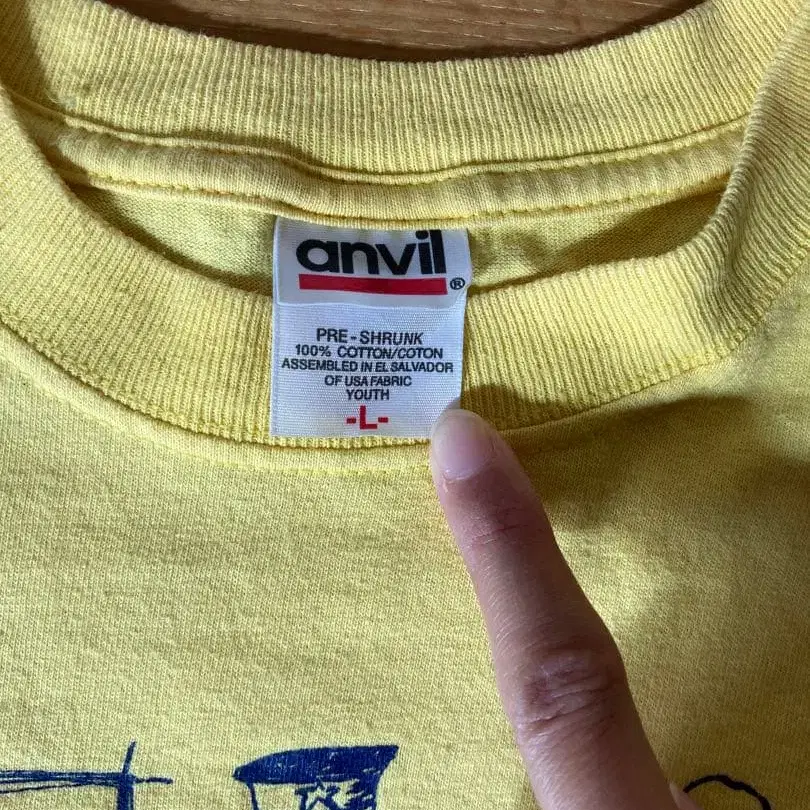 anvil®
PRE-SHRUNK
100% COTTON/COTON
ASSEMBLED IN EL SALVADOR
OF USA FABRIC
YOUTH
-L-